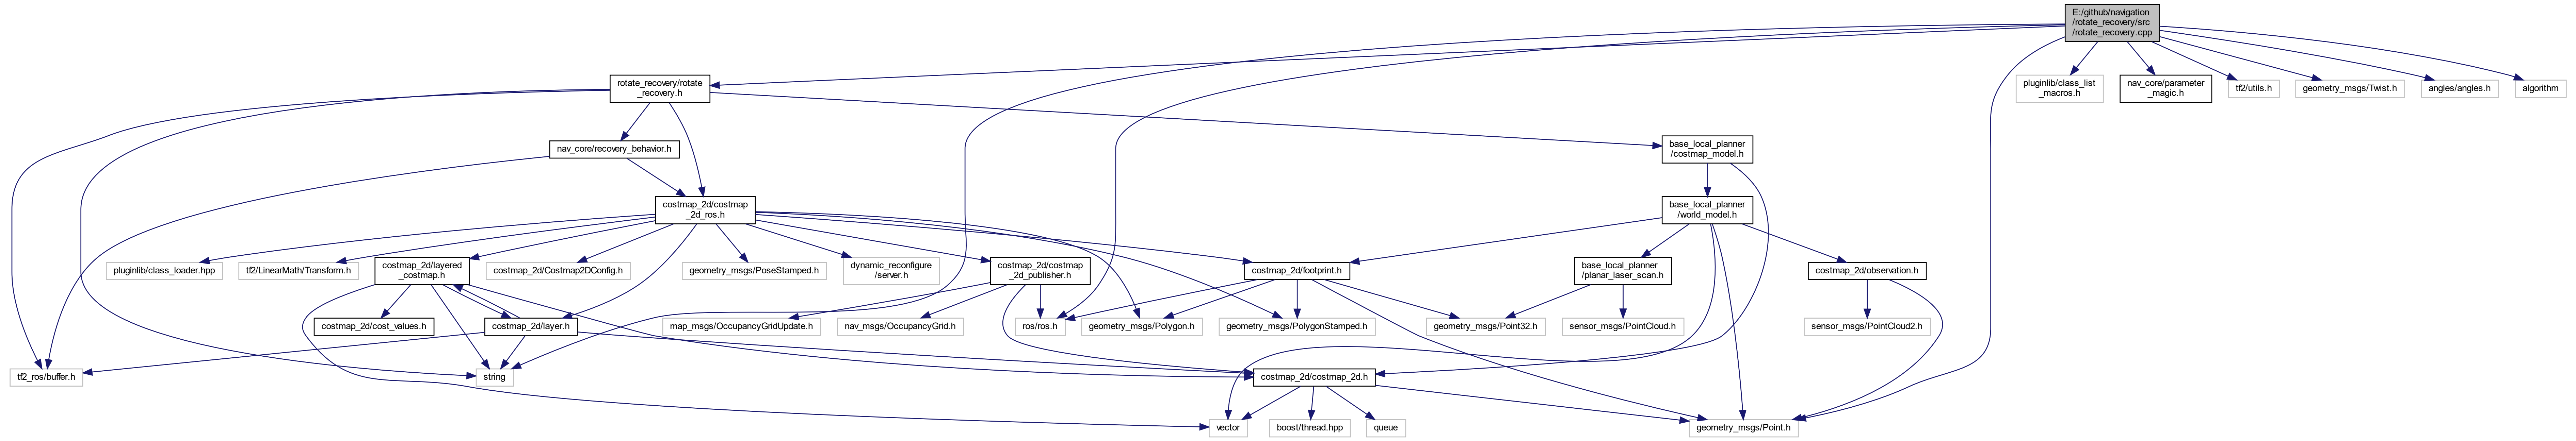 E:/github/navigation
/rotate_recovery/src
/rotate_recovery.cpp
rotate_recovery/rotate
_recovery.h
pluginlib/class_list
_macros.h
nav_core/parameter
_magic.h
tf2/utils.h
geometry_msgs/Twist.h
angles/angles.h
algorithm
nav_core/recovery_behavior.h
base_local_planner
/costmap_model.h
costmap_2d/costmap
_2d_ros.h
base_local_planner
/world_model.h
pluginlib/class_loader.hpp
tf2/LinearMath/Transform.h
costmap_2d/layered
_costmap.h
costmap_2d/Costmap2DConfig.h
geometry_msgs/PoseStamped.h
dynamic_reconfigure
/server.h
costmap_2d/costmap
_2d_publisher.h
costmap_2d/footprint.h
base_local_planner
/planar_laser_scan.h
costmap_2d/observation.h
costmap_2d/cost_values.h
costmap_2d/layer.h
map_msgs/OccupancyGridUpdate.h
nav_msgs/OccupancyGrid.h
ros/ros.h
geometry_msgs/Polygon.h
geometry_msgs/PolygonStamped.h
geometry_msgs/Point32.h
sensor_msgs/PointCloud.h
sensor_msgs/PointCloud2.h
tf2_ros/buffer.h
string
costmap_2d/costmap_2d.h
vector
boost/thread.hpp
queue
geometry_msgs/Point.h